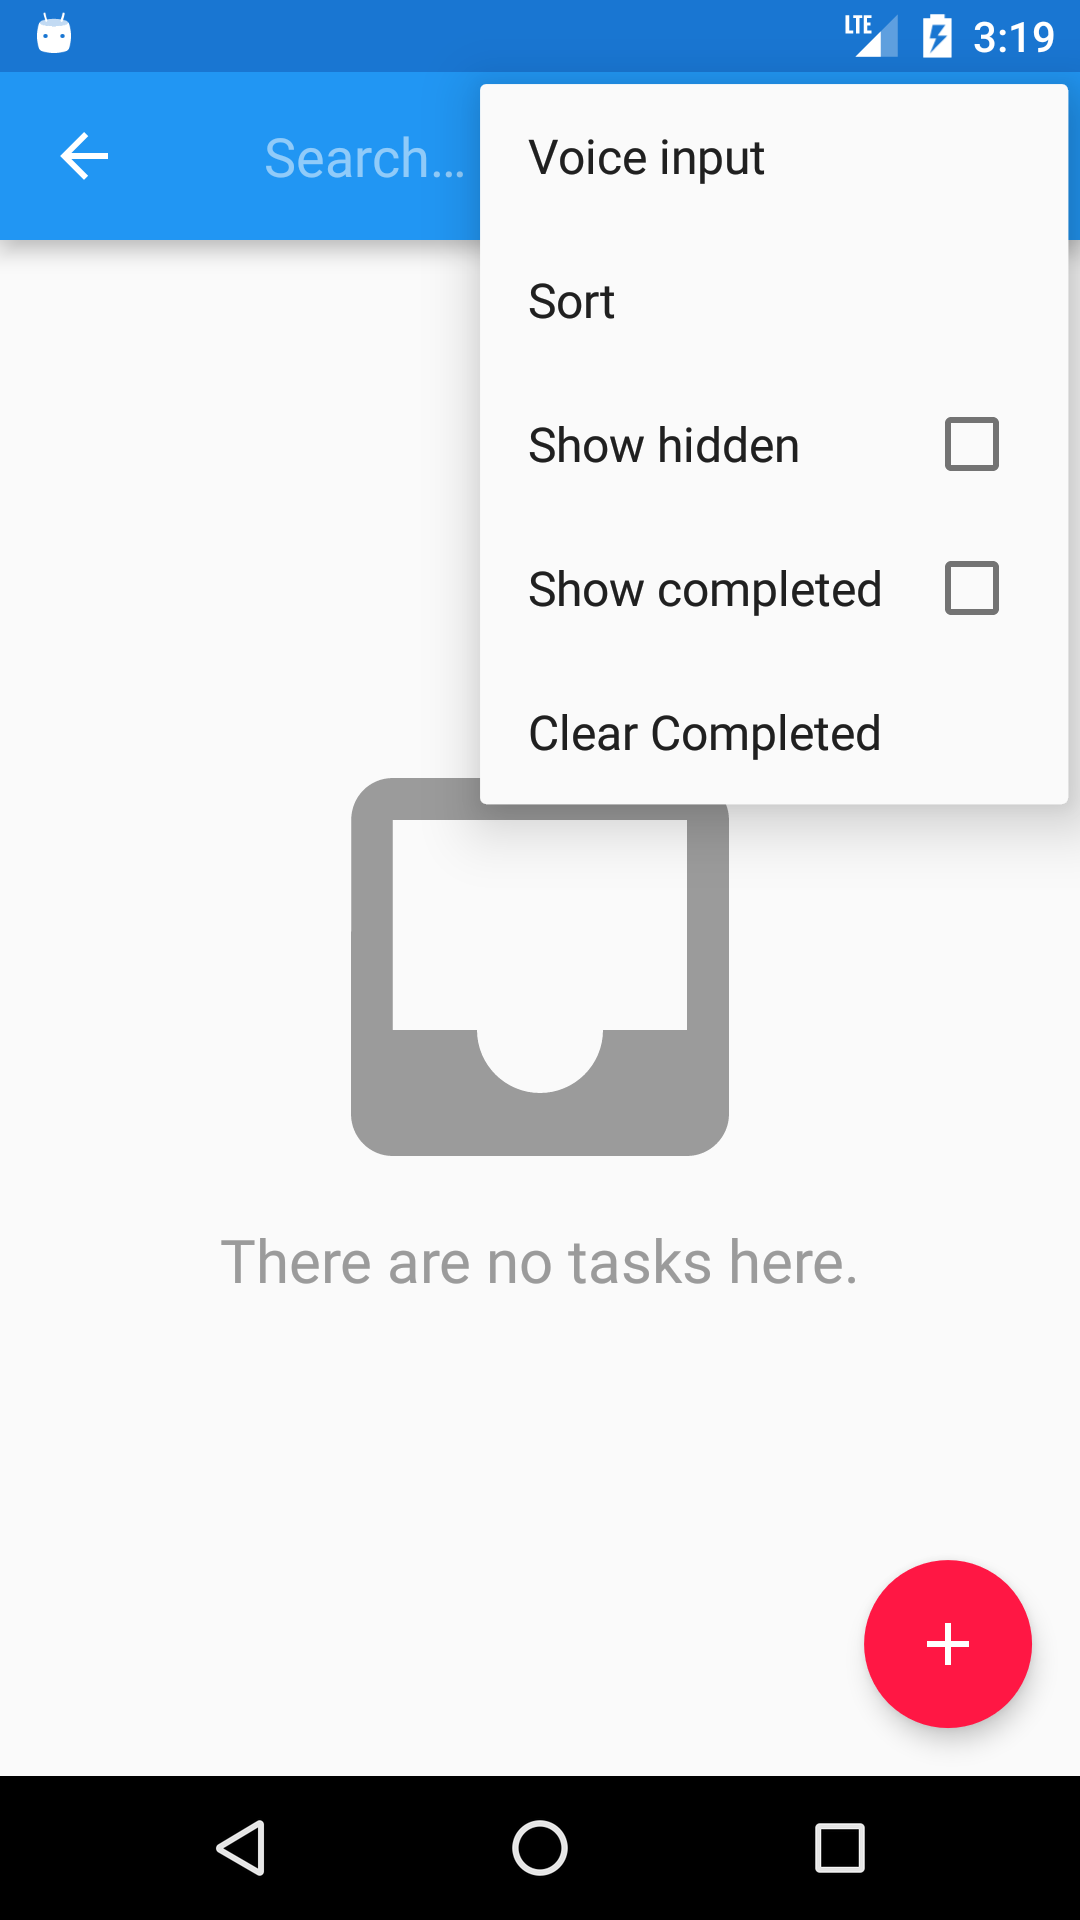 LTE 3:19
Search...
Voice input
Sort
Show hidden
Show completed
Clear Completed
There are no tasks here.